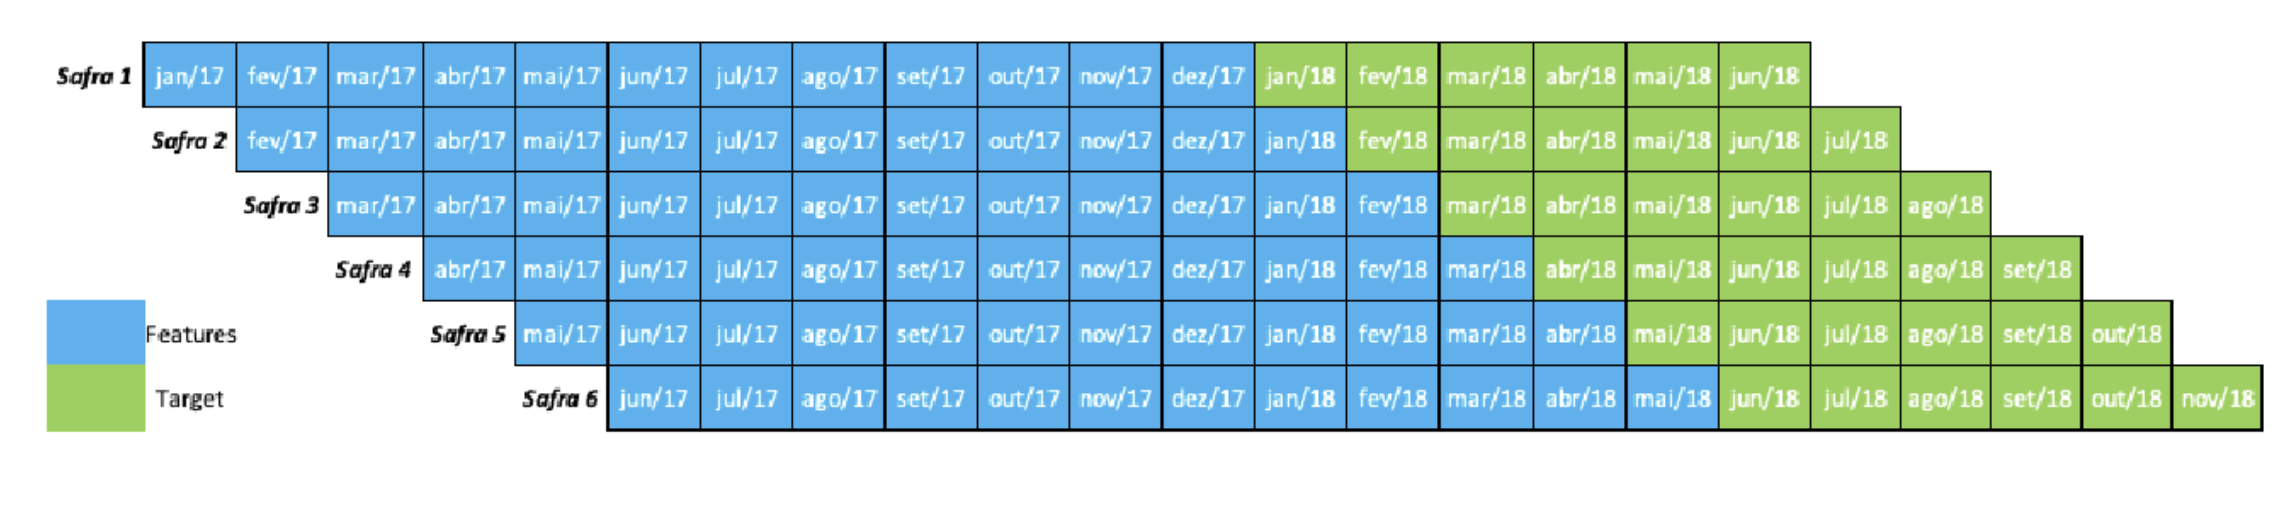 Safra 1 jan/17 fev/17 mar/17 abr/17 mai/17 jun/17 jul/17 ago/17 set/17 out/17 nov/17 dez/17 jan/18 fev/18 mar/18 abr/18 mai/18 jun/18
Safra 2 fev/17 mar/17 abr/17 mai/17 jun/17 jul/17 ago/17 set/17 out/17 nov/17 dez/17 jan/18 fev/18 mar/18 abr/18 mai/18 jun/18 jul/18
Safra 3 mar/17 abr/17 mai/17 jun/17 jul/17 ago/17 set/17 out/17 nov/17 dez/17 jan/18 fev/18 mar/18 abr/18 mai/18 jun/18 jul/18 ago/18
Safra 4 abr/17 mai/17 jun/17 jul/17 ago/17 set/17 out/17 nov/17 dez/17 jan/18 fev/18 mar/18 abr/18 mai/18 jun/18 jul/18 ago/18 set/18
Features Safra 5 mai/17 jun/17 jul/17 ago/17 set/17 out/17 nov/17 dez/17 jan/18 fev/18 mar/18 abr/18 mai/18 jun/18 jul/18 ago/18 set/18 out/18
Target Safra 6 jun/17 jul/17 ago/17 set/17 out/17 nov/17 dez/17 jan/18 fev/18 mar/18 abr/18 mai/18 jun/18 jul/18 ago/18 set/18 out/18 nov/18